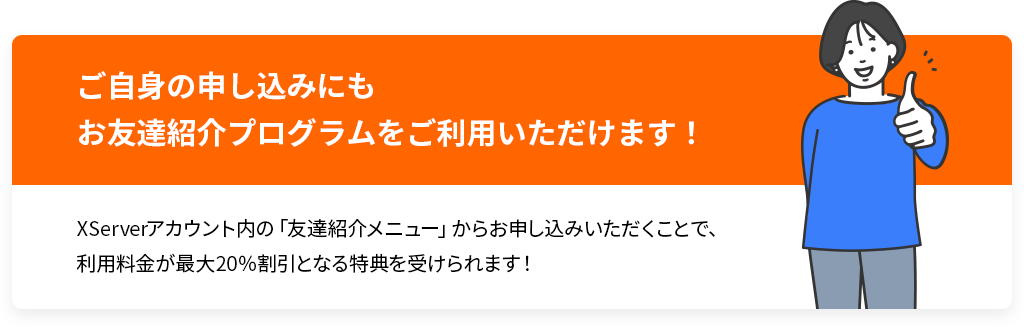 ご自身の申し込みにも
お友達紹介プログラムをご利用いただけます！
XServerアカウント内の「友達紹介メニュー」からお申し込みいただくことで、
利用料金が最大20%割引となる特典を受けられます！